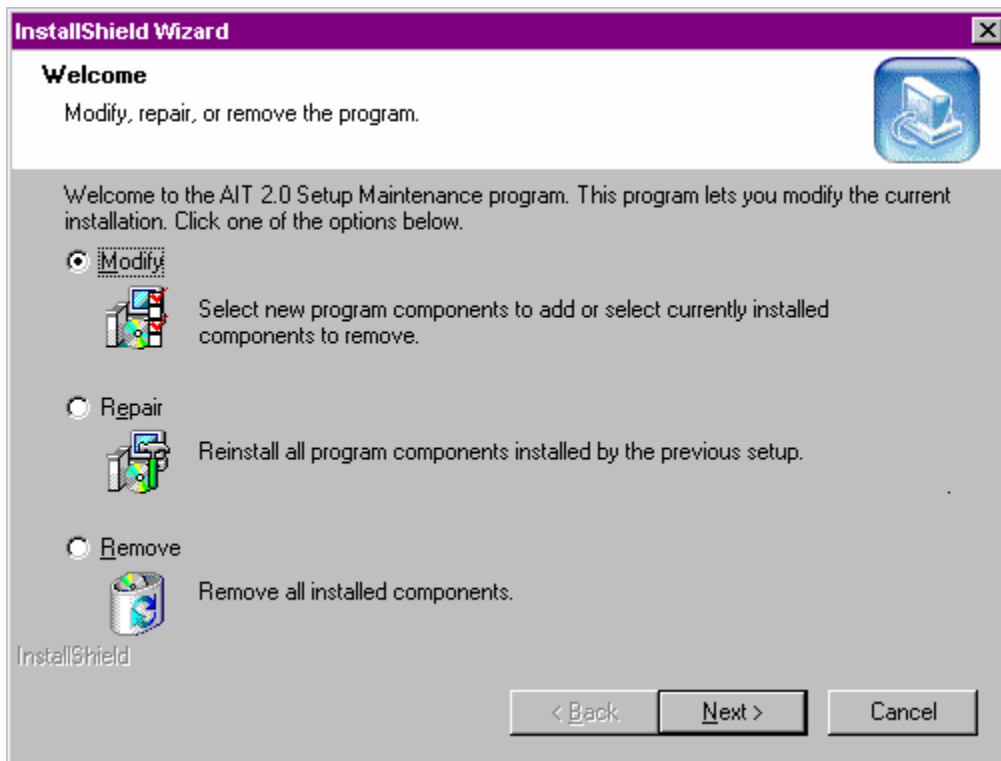 InstallShield Wizard
Welcome
Modify, repair, or remove the program.
Welcome to the AIT 2.0 Setup Maintenance program. This program lets you modify the current
installation. Click one of the options below.
Modify
Select new program components to add or select currently installed
components to remove.
Repair
Reinstall all program components installed by the previous setup.
Remove
Remove all installed components.
InstallShield
< Back
Next >
Cancel